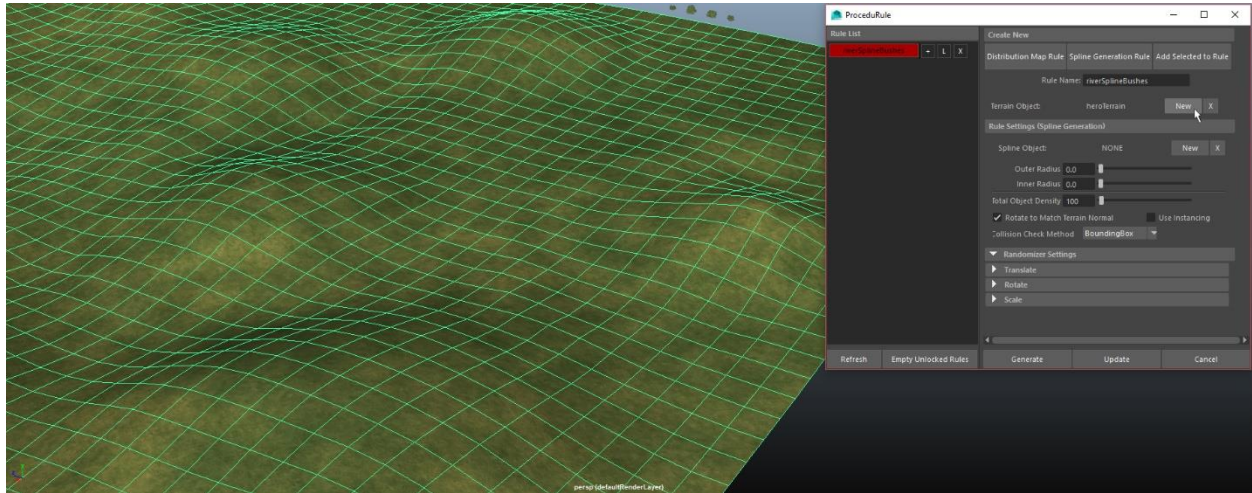 ProceduRule
Rule List
riverSplineBushes - L X
Create New
Distribution Map Rule Spline Generation Rule Add Selected to Rule
Rule Name: riverSplineBushes
Terrain Object: heroTerrain New X
Rule Settings (Spline Generation)
Spline Object: NONE New X
Outer Radius 0.0
Inner Radius 0.0
Total Object Density 100
Rotate to Match Terrain Normal Use Instancing
Collision Check Method BoundingBox
Randomizer Settings
Translate
Rotate
Scale
Refresh Empty Unlocked Rules Generate Update Cancel
persp (defaultRenderLayer)